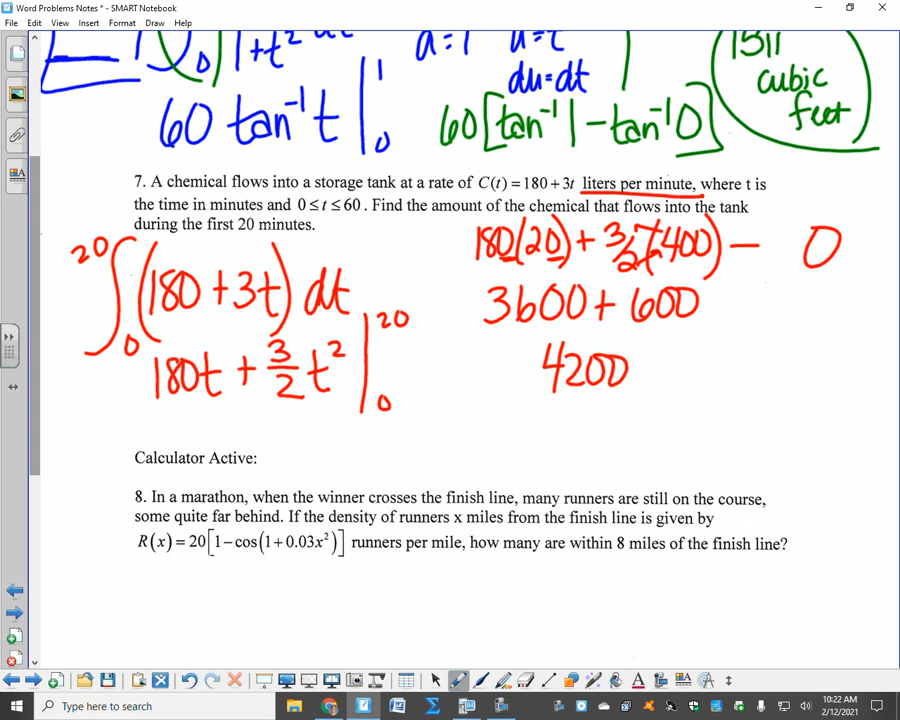 Word Problems Notes * - SMART Notebook
File Edit View Insert Format Tools Add-ons Help
1+t² dt
a=1 u=t
du=dt
cubic
feet
60 tan⁻¹t |₀¹ 60[tan⁻¹1 − tan⁻¹0]
7. A chemical flows into a storage tank at a rate of C(t) = 180 + 3t liters per minute, where t is
the time in minutes and 0 ≤ t ≤ 60. Find the amount of the chemical that flows into the tank
during the first 20 minutes.
∫₀²⁰ (180 + 3t) dt
180t + 3/2 t² |₀²⁰
180(20) + 3/2(400) − 0
3600 + 600
4200
Calculator Active:
8. In a marathon, when the winner crosses the finish line, many runners are still on the course,
some quite far behind. If the density of runners x miles from the finish line is given by
R(x) = 20[1 − cos(1 + 0.03x²)] runners per mile, how many are within 8 miles of the finish line?
Type here to search
10:22 AM
2/12/2021